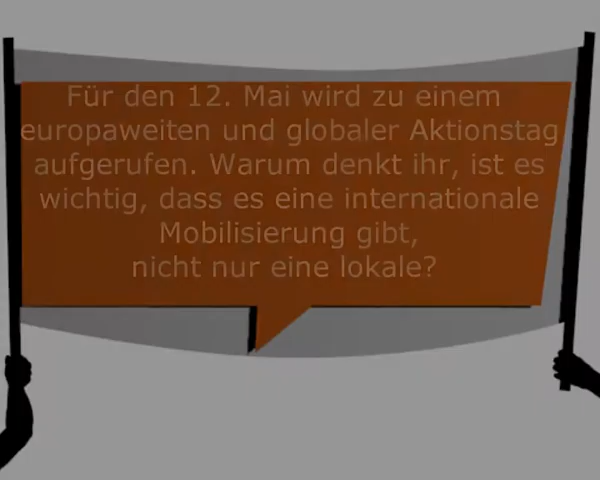 Für den 12. Mai wird zu einem
europaweiten und globaler Aktionstag
aufgerufen. Warum denkt ihr, ist es
wichtig, dass es eine internationale
Mobilisierung gibt,
nicht nur eine lokale?